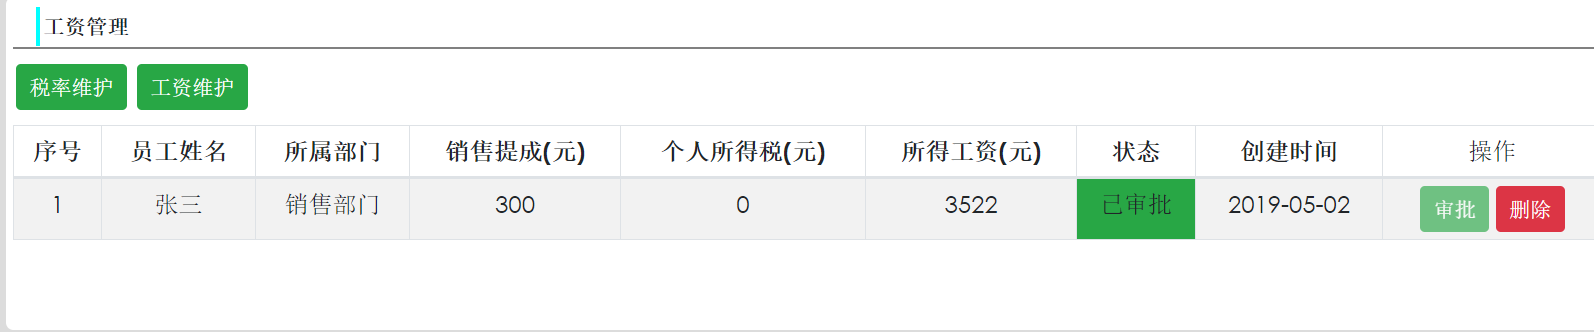 工资管理
税率维护 工资维护
序号 员工姓名 所属部门 销售提成(元) 个人所得税(元) 所得工资(元) 状态 创建时间 操作
1 张三 销售部门 300 0 3522 已审批 2019-05-02 审批 删除